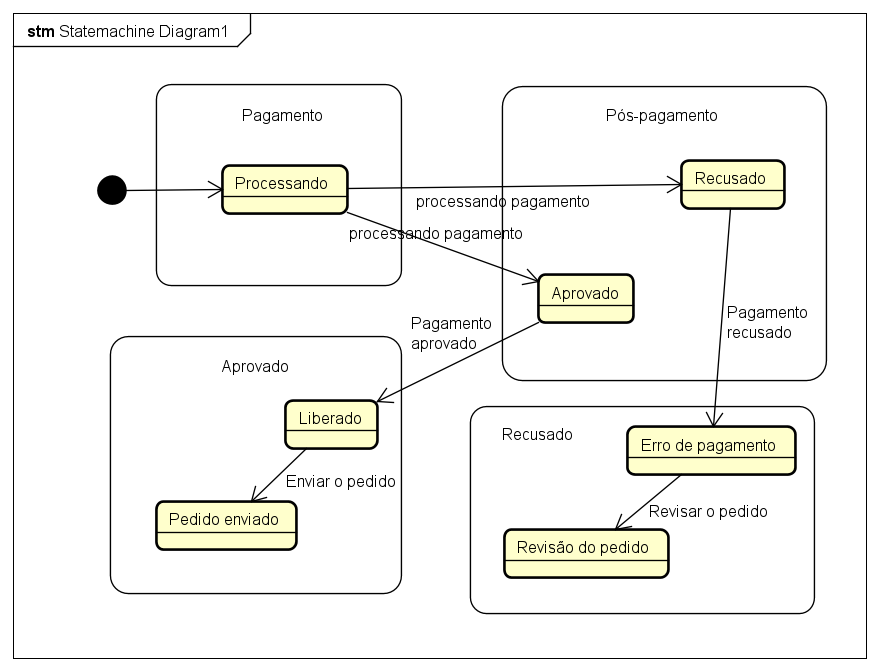 stm Statemachine Diagram1
Pagamento
Pós-pagamento
Processando
Recusado
processando pagamento
processando pagamento
Aprovado
Pagamento
aprovado
Pagamento
recusado
Aprovado
Liberado
Enviar o pedido
Pedido enviado
Recusado
Erro de pagamento
Revisar o pedido
Revisão do pedido